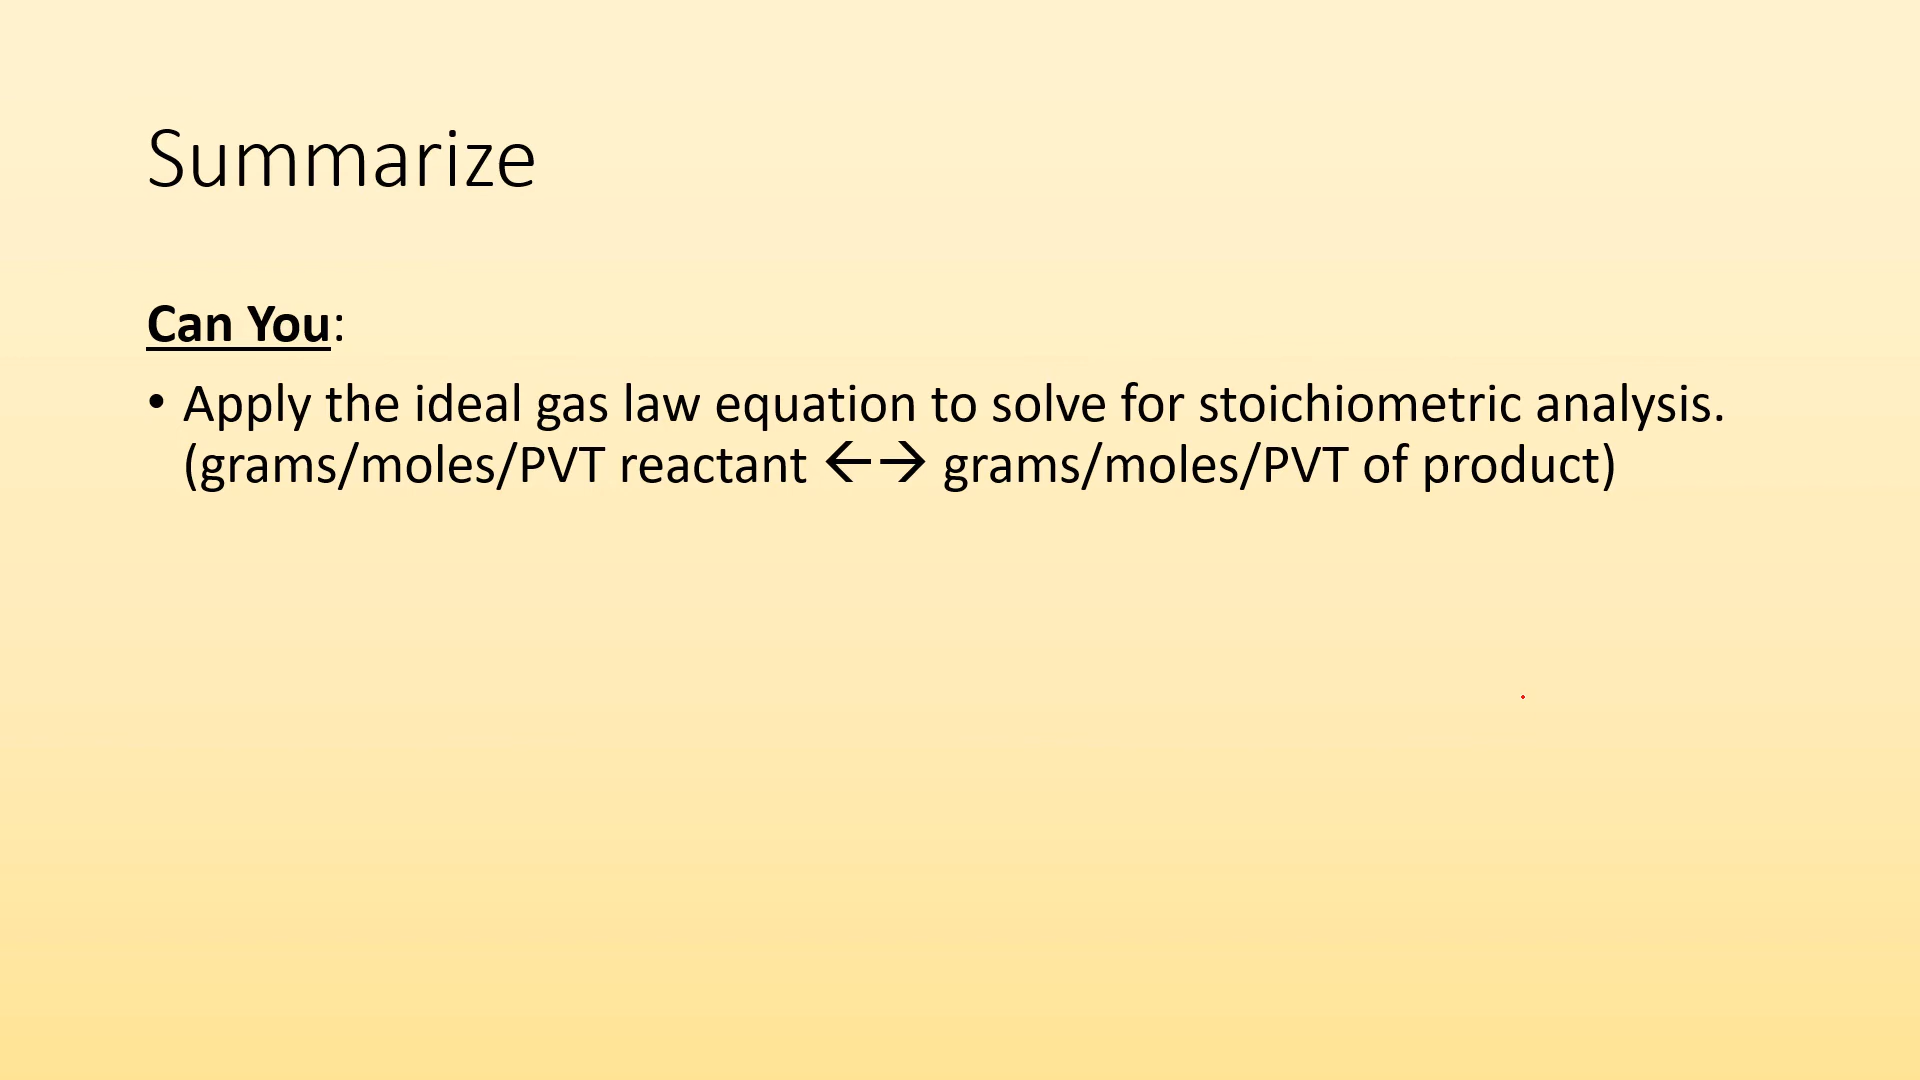 Summarize
Can You:
• Apply the ideal gas law equation to solve for stoichiometric analysis.
(grams/moles/PVT reactant ←→ grams/moles/PVT of product)